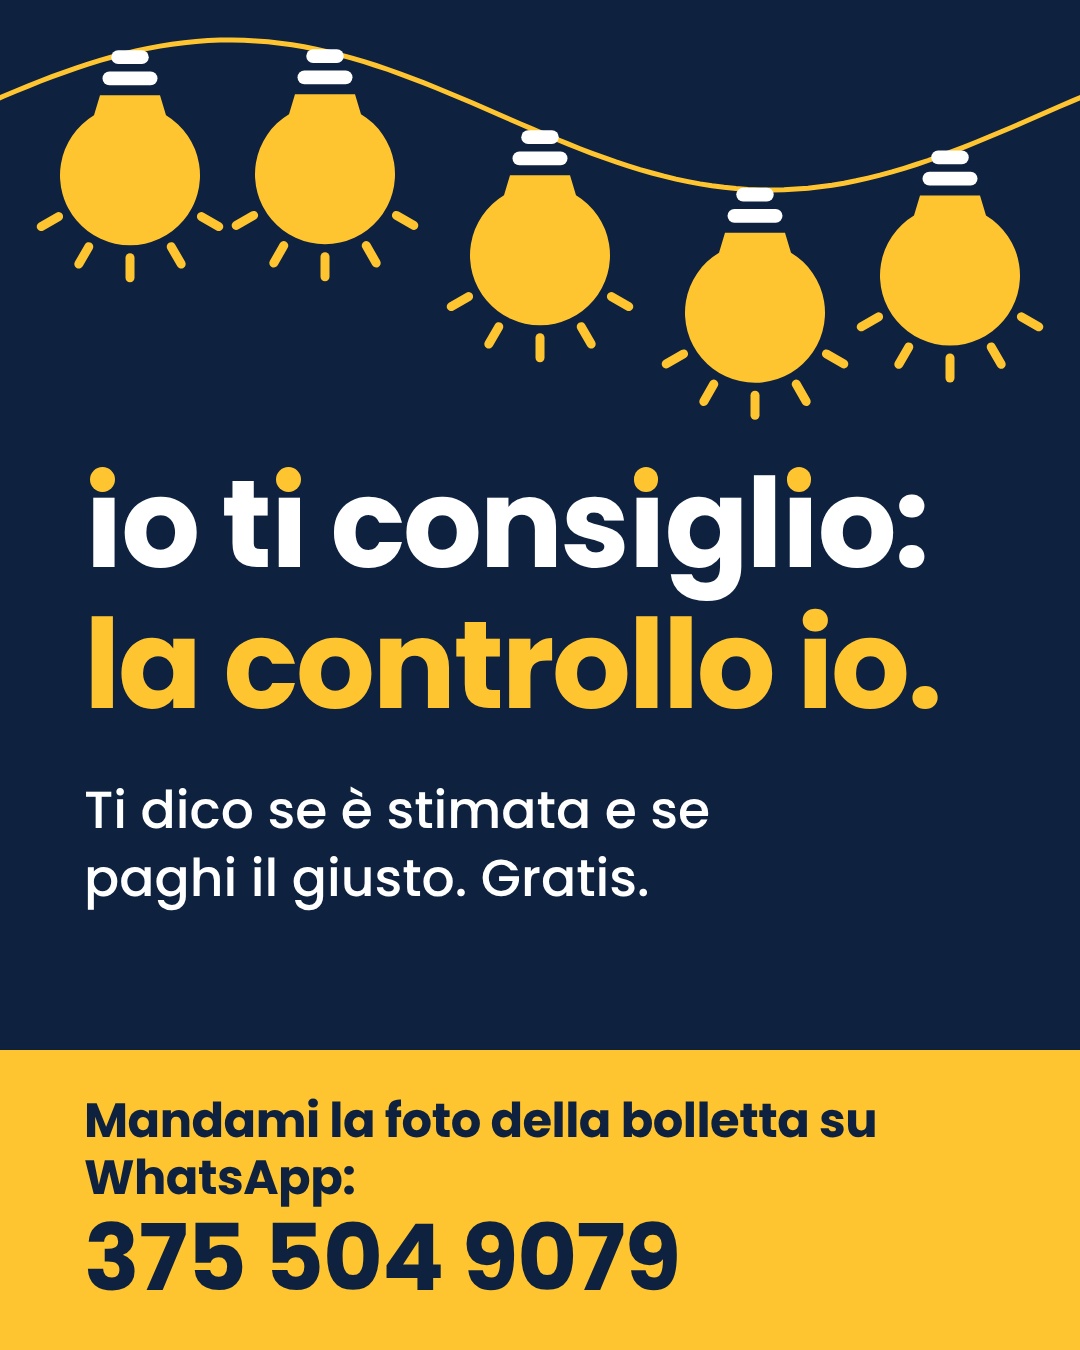 io ti consiglio:
la controllo io.
Ti dico se è stimata e se
paghi il giusto. Gratis.
Mandami la foto della bolletta su
WhatsApp:
375 504 9079